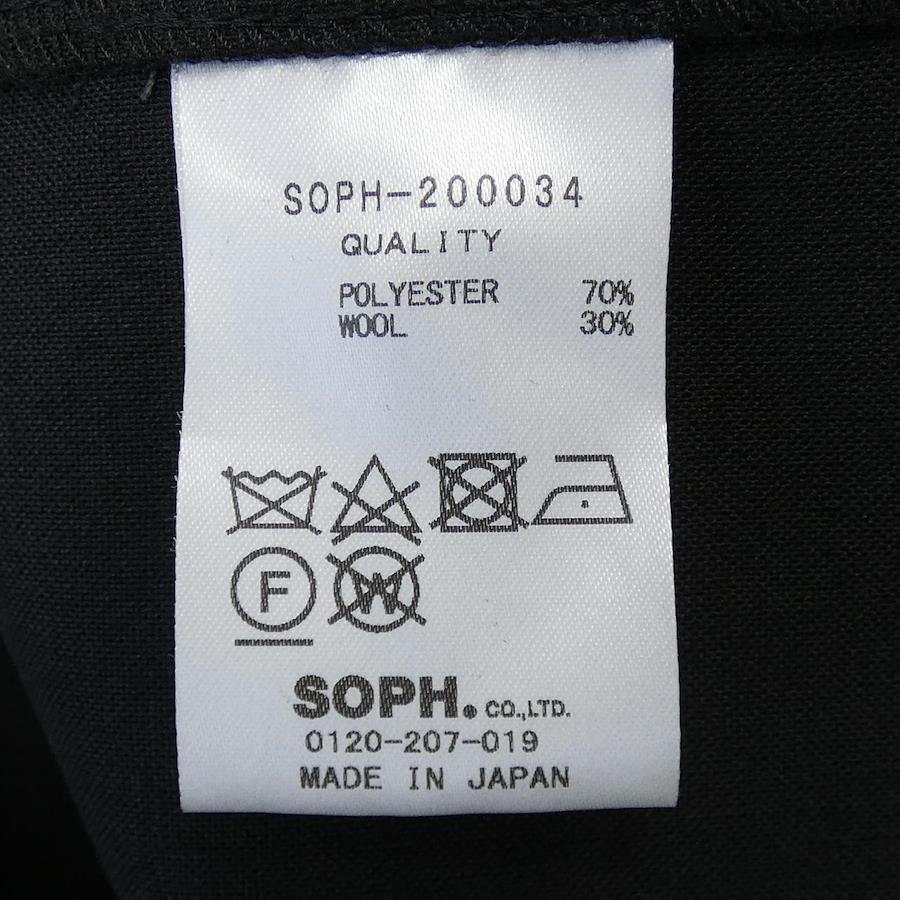 SOPH-200034
QUALITY
POLYESTER 70%
WOOL 30%
F W
SOPH. CO.,LTD.
0120-207-019
MADE IN JAPAN